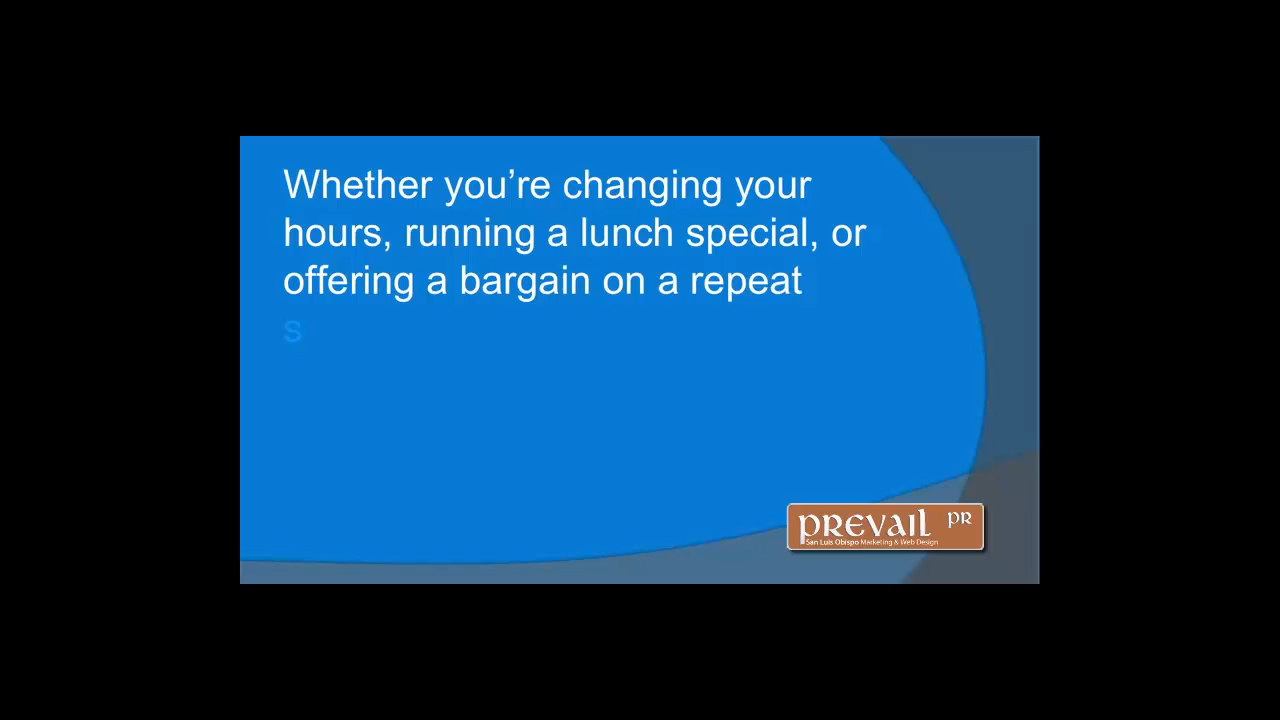 Whether you’re changing your
hours, running a lunch special, or
offering a bargain on a repeat
s
PREVAIL PR
San Luis Obispo Marketing & Web Design